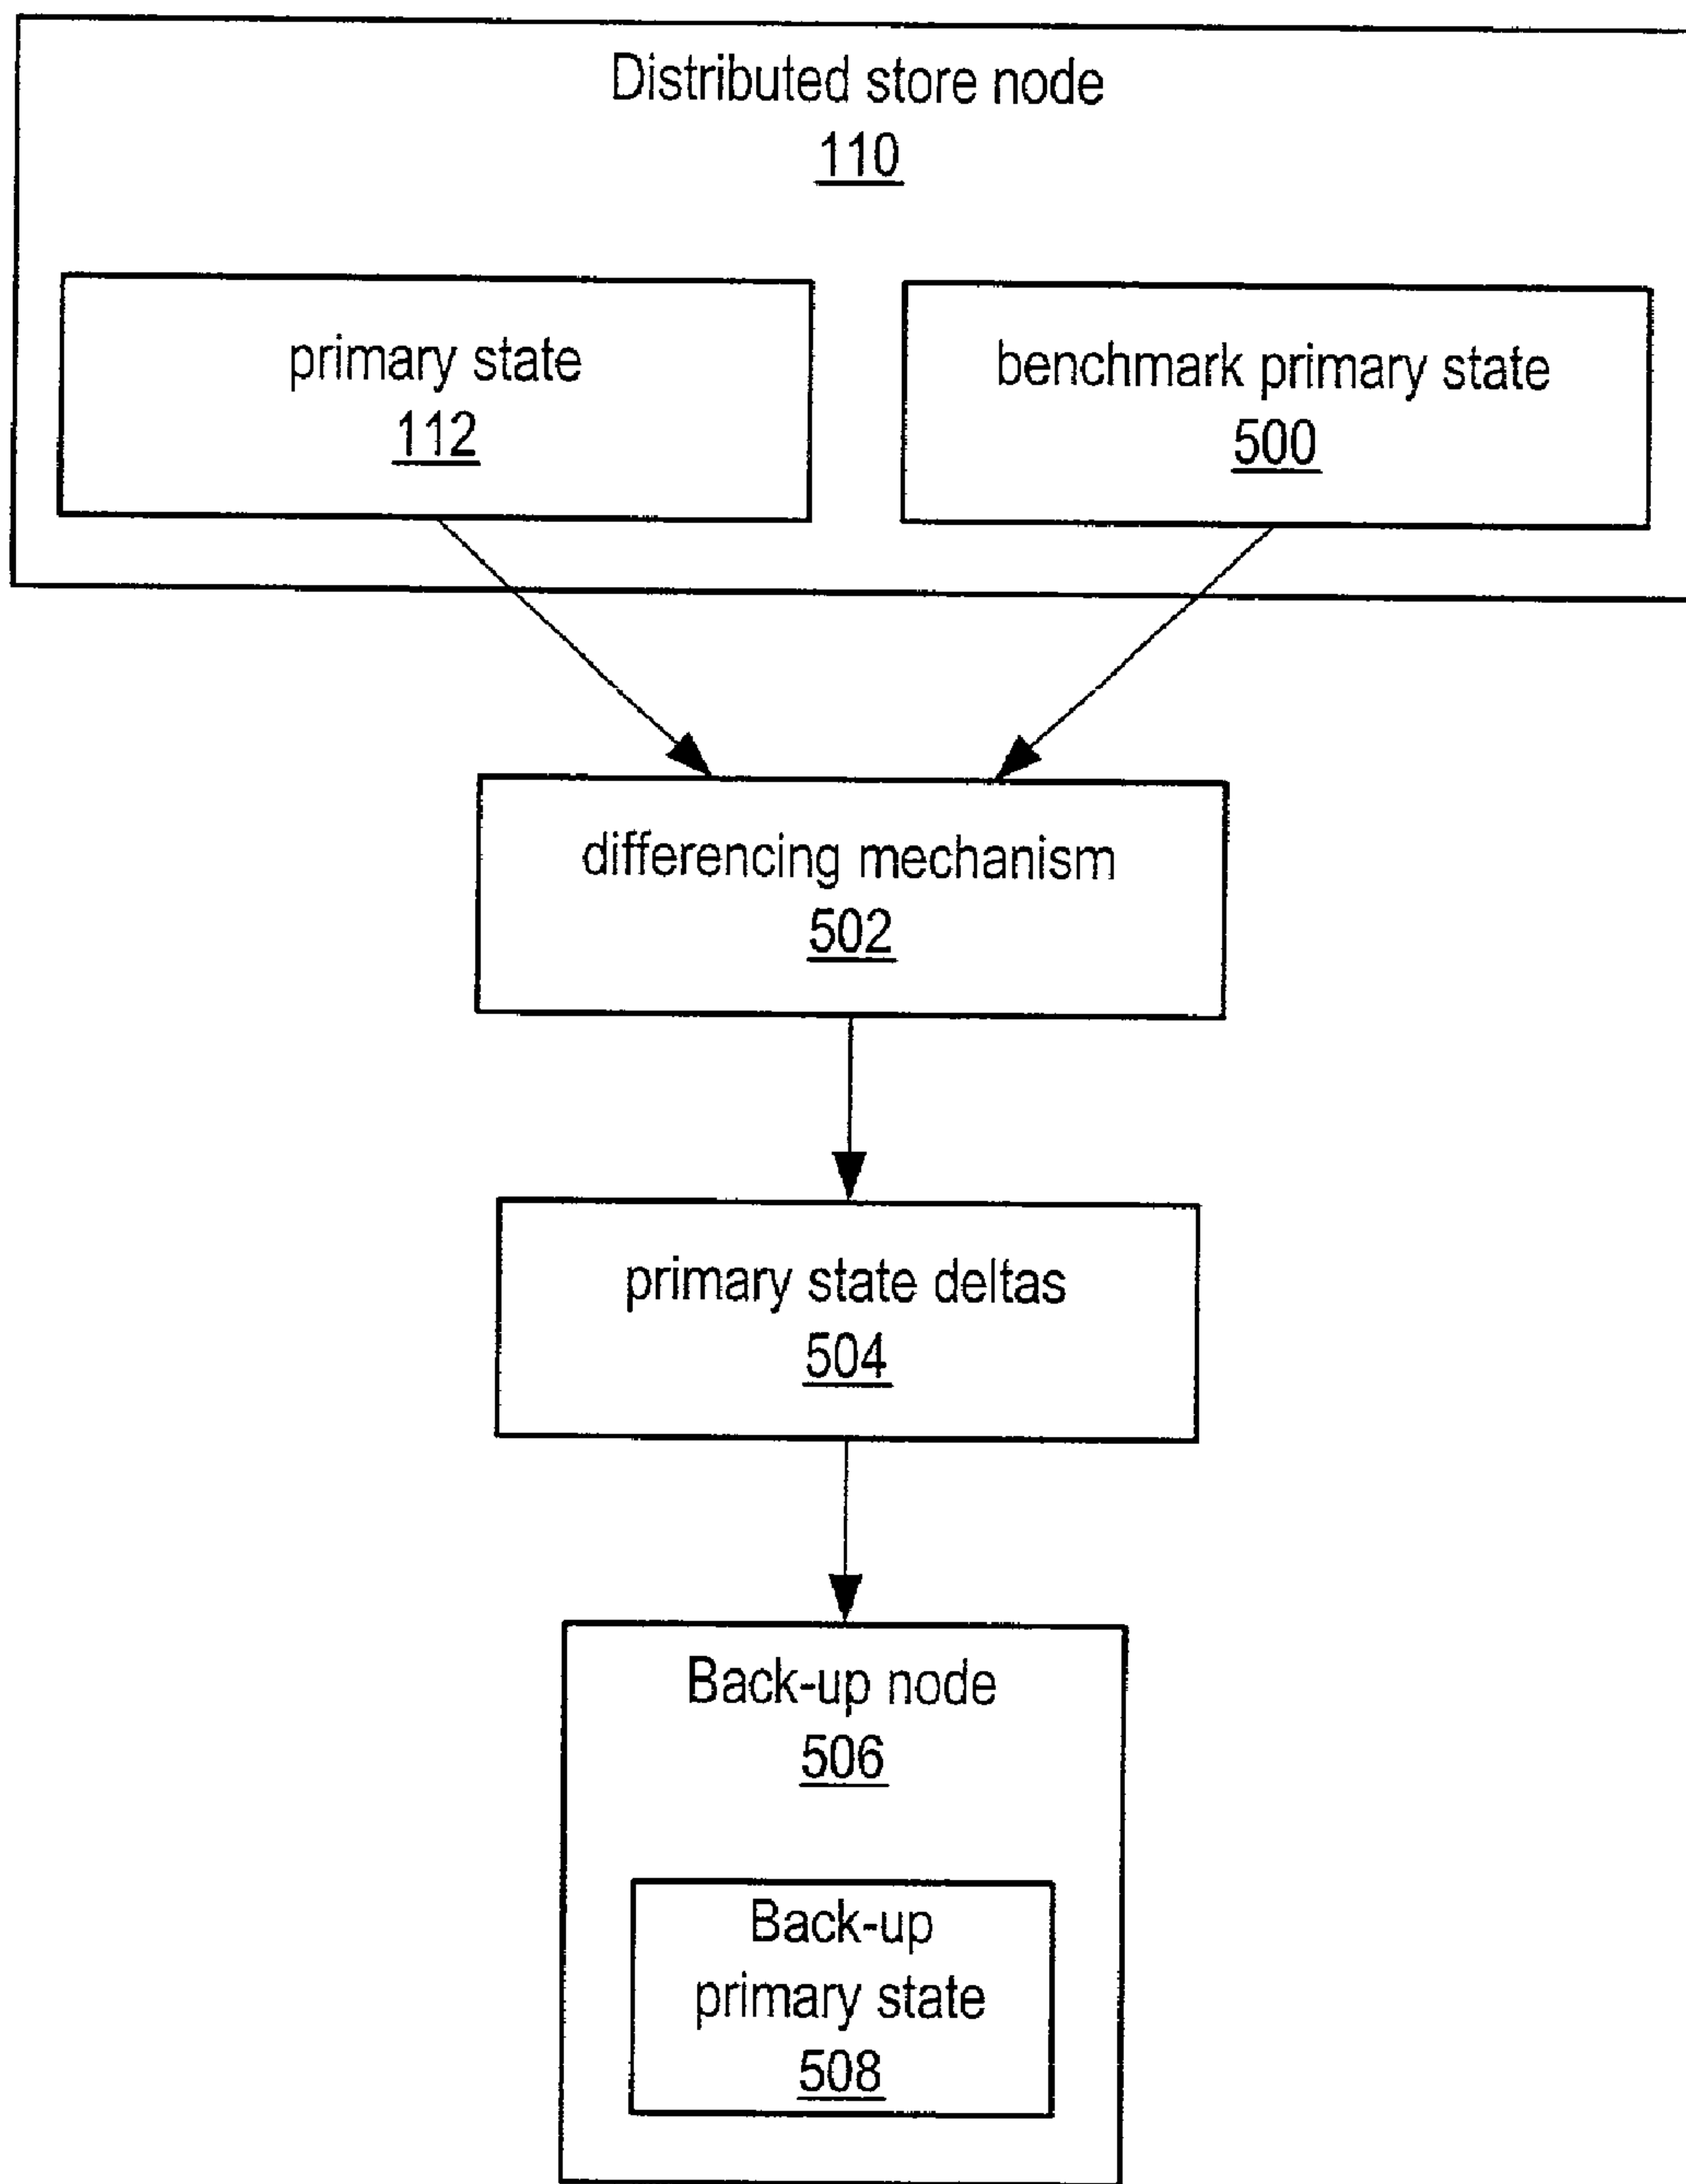 Distributed store node
110
primary state
112
benchmark primary state
500
differencing mechanism
502
primary state deltas
504
Back-up node
506
Back-up
primary state
508